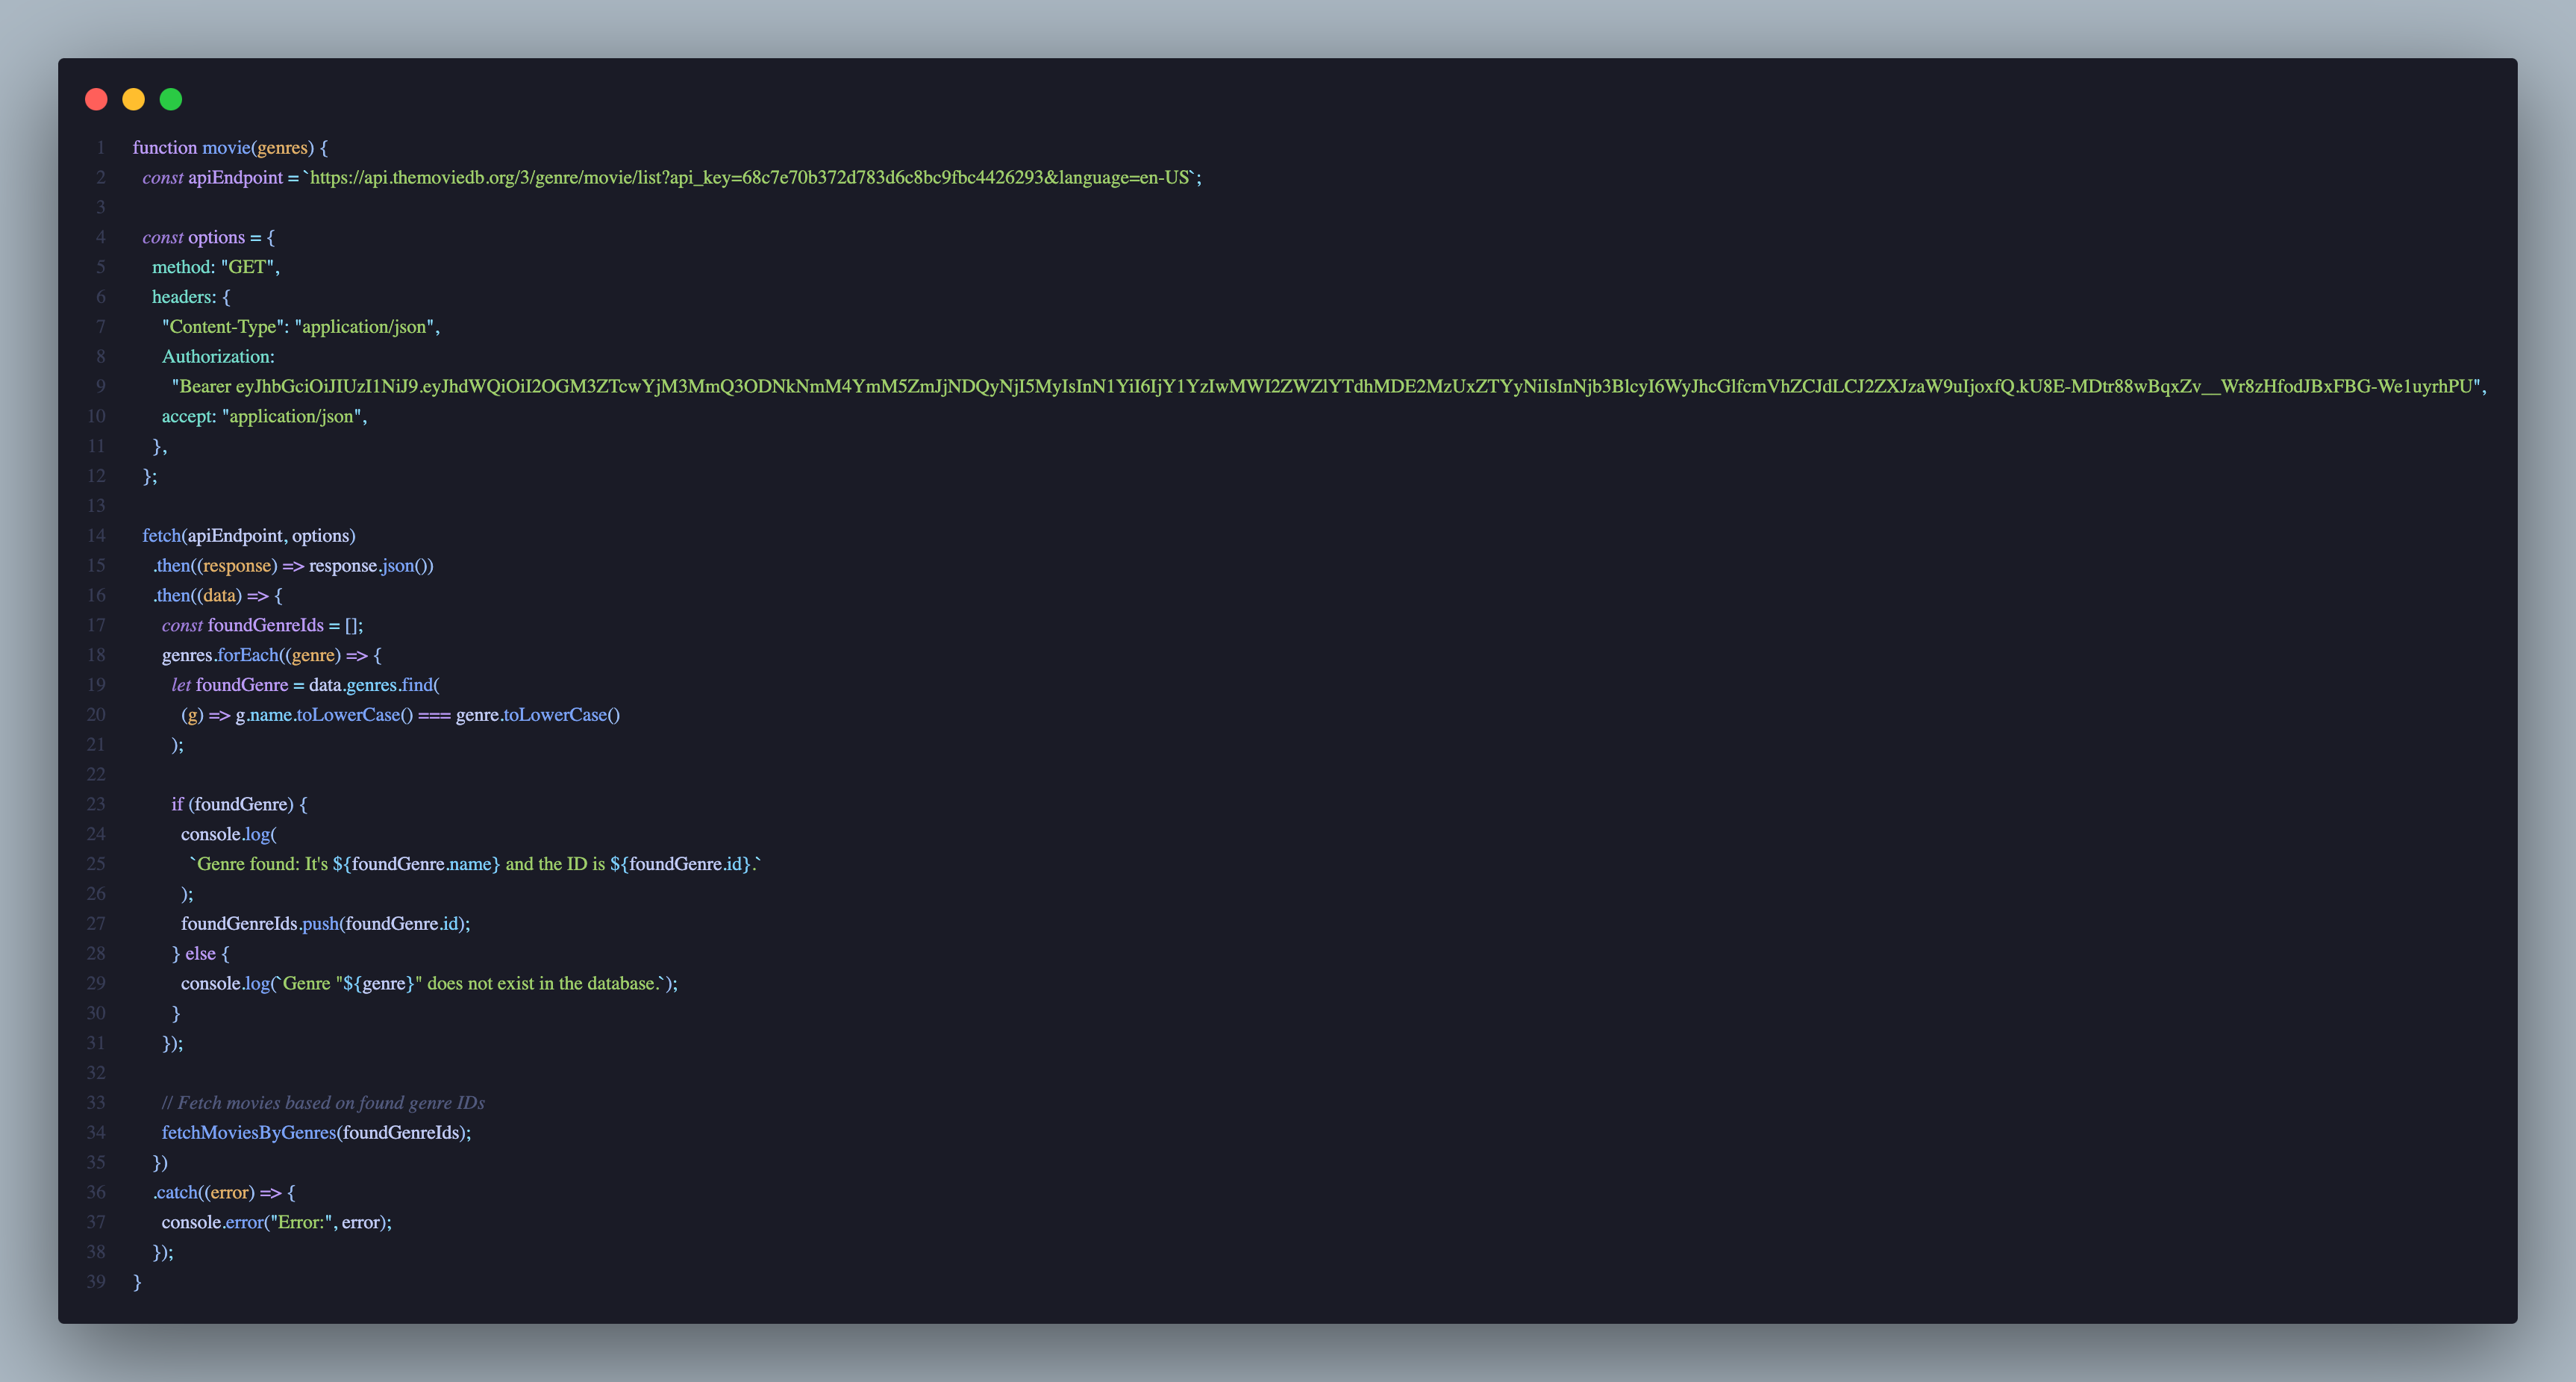 1 function movie(genres) {
2 const apiEndpoint = `https://api.themoviedb.org/3/genre/movie/list?api_key=68c7e70b372d783d6c8bc9fbc4426293&language=en-US`;
3
4 const options = {
5 method: "GET",
6 headers: {
7 "Content-Type": "application/json",
8 Authorization:
9 "Bearer eyJhbGciOiJIUzI1NiJ9.eyJhdWQiOiI2OGM3ZTcwYjM3MmQ3ODNkNmM4YmM5ZmJjNDQyNjI5MyIsInN1YiI6IjY1YzIwMWI2ZWZlYTdhMDE2MzUxZTYyNiIsInNjb3BlcyI6WyJhcGlfcmVhZCJdLCJ2ZXJzaW9uIjoxfQ.kU8E-MDtr88wBqxZv__Wr8zHfodJBxFBG-We1uyrhPU",
10 accept: "application/json",
11 },
12 };
13
14 fetch(apiEndpoint, options)
15 .then((response) => response.json())
16 .then((data) => {
17 const foundGenreIds = [];
18 genres.forEach((genre) => {
19 let foundGenre = data.genres.find(
20 (g) => g.name.toLowerCase() === genre.toLowerCase()
21 );
22
23 if (foundGenre) {
24 console.log(
25 `Genre found: It's ${foundGenre.name} and the ID is ${foundGenre.id}.`
26 );
27 foundGenreIds.push(foundGenre.id);
28 } else {
29 console.log(`Genre "${genre}" does not exist in the database.`);
30 }
31 });
32
33 // Fetch movies based on found genre IDs
34 fetchMoviesByGenres(foundGenreIds);
35 })
36 .catch((error) => {
37 console.error("Error:", error);
38 });
39 }